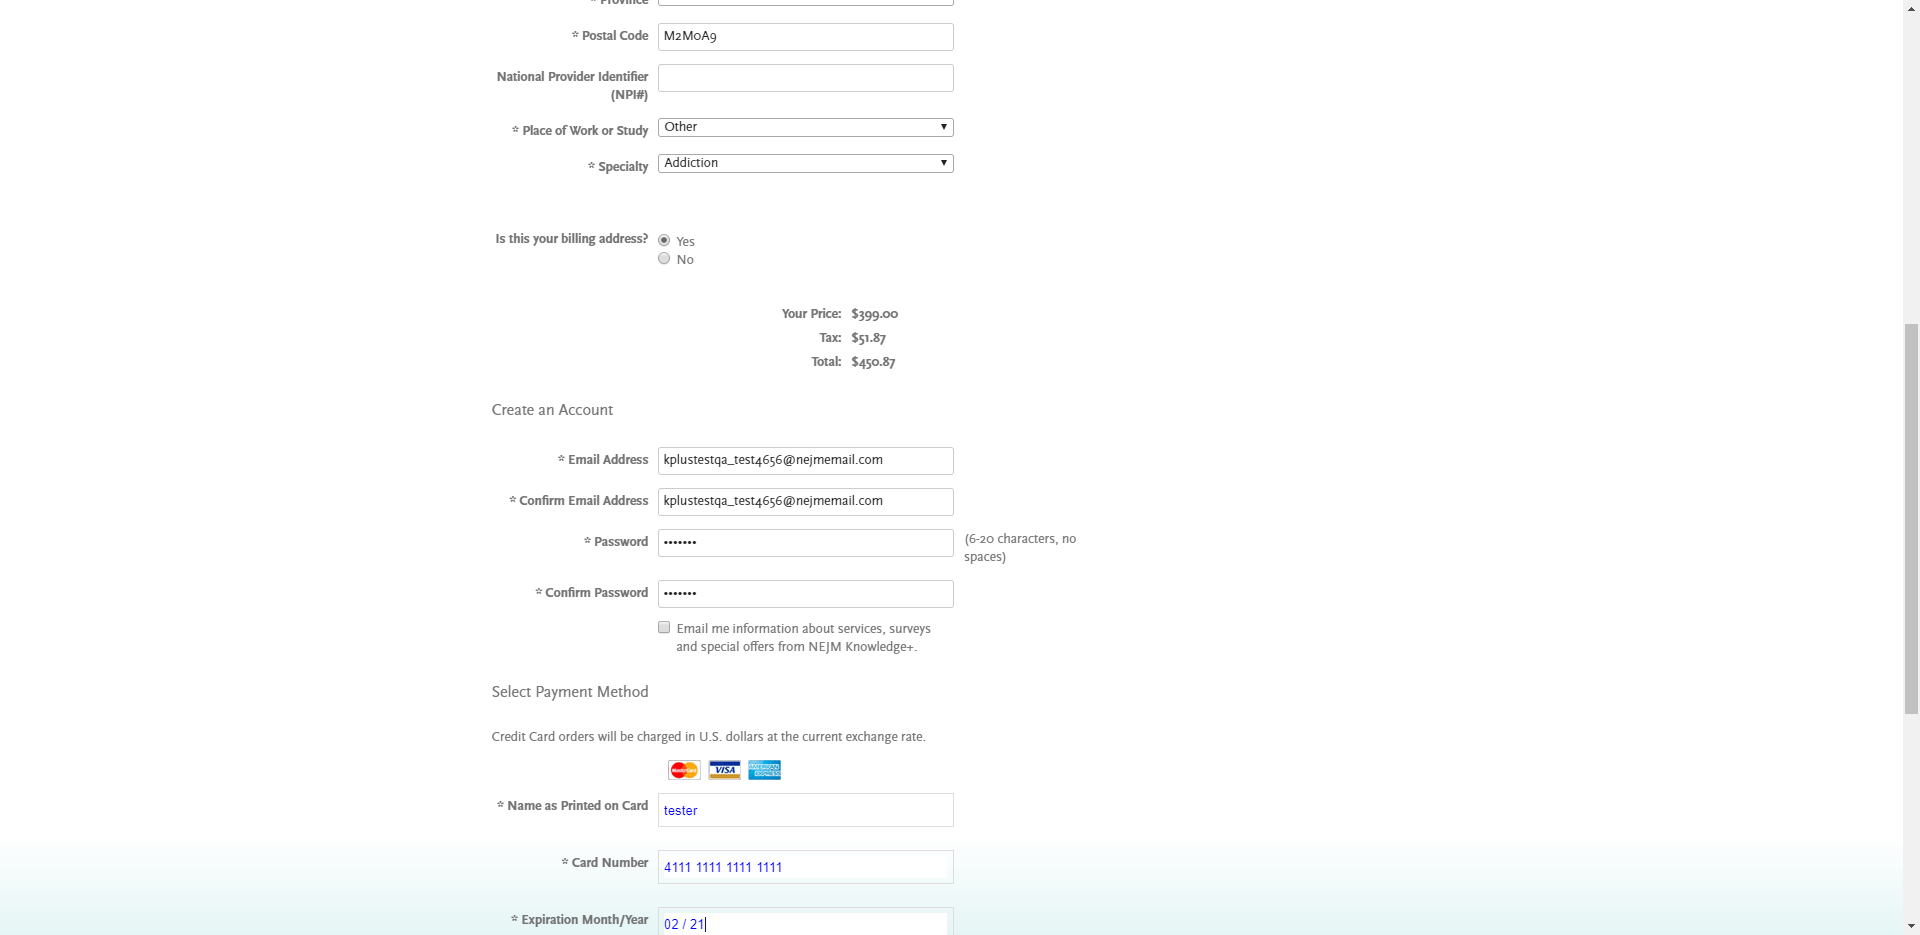 * Province
* Postal Code M2M0A9
National Provider Identifier
(NPI#)
* Place of Work or Study Other
* Specialty Addiction
Is this your billing address? Yes
No
Your Price: $399.00
Tax: $51.87
Total: $450.87
Create an Account
* Email Address kplustestqa_test4656@nejmemail.com
* Confirm Email Address kplustestqa_test4656@nejmemail.com
* Password ••••••• (6-20 characters, no
spaces)
* Confirm Password •••••••
Email me information about services, surveys
and special offers from NEJM Knowledge+.
Select Payment Method
Credit Card orders will be charged in U.S. dollars at the current exchange rate.
MasterCard VISA AMERICAN EXPRESS
* Name as Printed on Card tester
* Card Number 4111 1111 1111 1111
* Expiration Month/Year 02 / 21